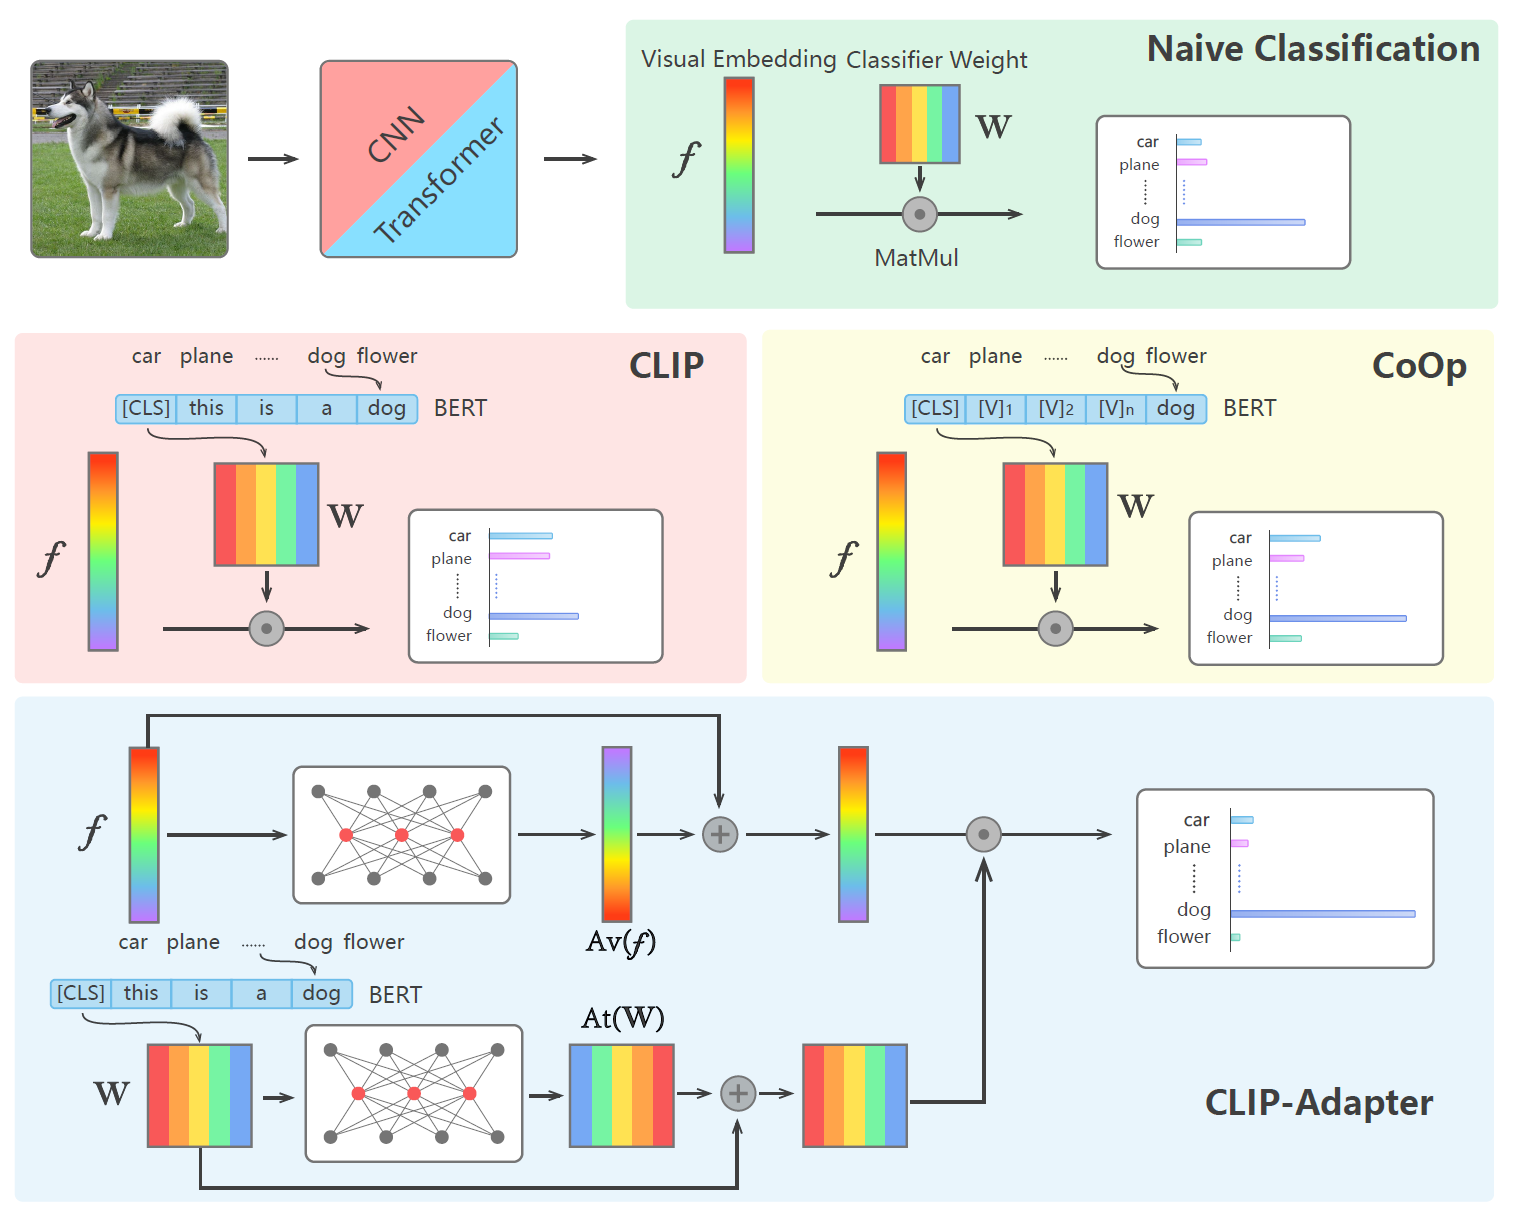 CNN
Transformer
Naive Classification
Visual Embedding
Classifier Weight
f
W
MatMul
car
plane
dog
flower
CLIP
car plane ...... dog flower
[CLS] this is a dog BERT
f
W
car
plane
dog
flower
CoOp
car plane ...... dog flower
[CLS] [V]1 [V]2 [V]n dog BERT
f
W
car
plane
dog
flower
f
Av(f)
car
plane
dog
flower
car plane ...... dog flower
[CLS] this is a dog BERT
At(W)
W
CLIP-Adapter